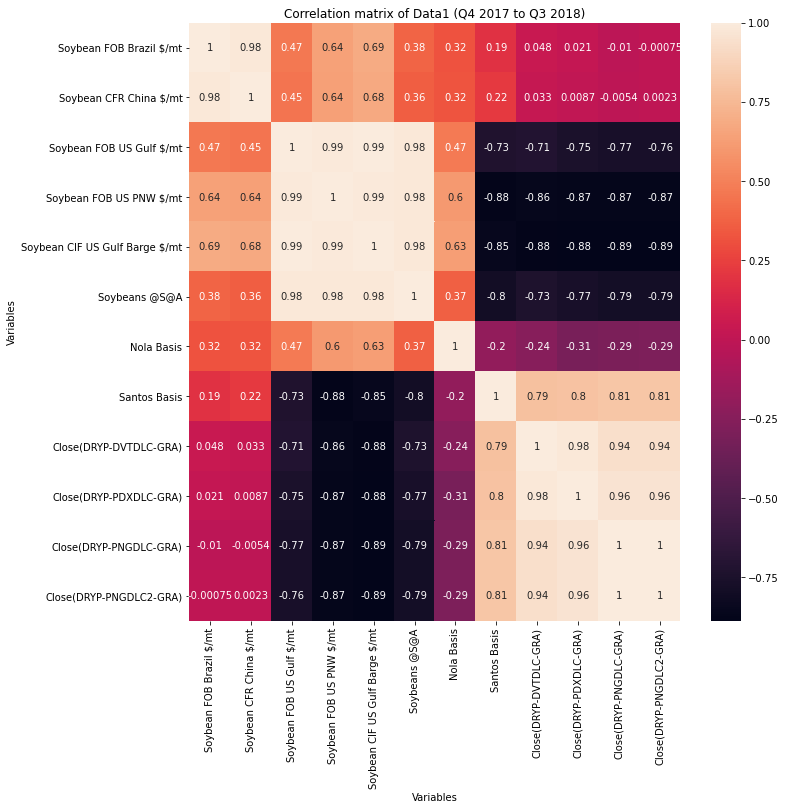 Correlation matrix of Data1 (Q4 2017 to Q3 2018)
Soybean FOB Brazil $/mt 1 0.98 0.47 0.64 0.69 0.38 0.32 0.19 0.048 0.021 -0.01 -0.00075
Soybean CFR China $/mt 0.98 1 0.45 0.64 0.68 0.36 0.32 0.22 0.033 0.0087 -0.0054 0.0023
Soybean FOB US Gulf $/mt 0.47 0.45 1 0.99 0.99 0.98 0.47 -0.73 -0.71 -0.75 -0.77 -0.76
Soybean FOB US PNW $/mt 0.64 0.64 0.99 1 0.99 0.98 0.6 -0.88 -0.86 -0.87 -0.87 -0.87
Soybean CIF US Gulf Barge $/mt 0.69 0.68 0.99 0.99 1 0.98 0.63 -0.85 -0.88 -0.88 -0.89 -0.89
Soybeans @S@A 0.38 0.36 0.98 0.98 0.98 1 0.37 -0.8 -0.73 -0.77 -0.79 -0.79
Nola Basis 0.32 0.32 0.47 0.6 0.63 0.37 1 -0.2 -0.24 -0.31 -0.29 -0.29
Santos Basis 0.19 0.22 -0.73 -0.88 -0.85 -0.8 -0.2 1 0.79 0.8 0.81 0.81
Close(DRYP-DVTDLC-GRA) 0.048 0.033 -0.71 -0.86 -0.88 -0.73 -0.24 0.79 1 0.98 0.94 0.94
Close(DRYP-PDXDLC-GRA) 0.021 0.0087 -0.75 -0.87 -0.88 -0.77 -0.31 0.8 0.98 1 0.96 0.96
Close(DRYP-PNGDLC-GRA) -0.01 -0.0054 -0.77 -0.87 -0.89 -0.79 -0.29 0.81 0.94 0.96 1 1
Close(DRYP-PNGDLC2-GRA) -0.00075 0.0023 -0.76 -0.87 -0.89 -0.79 -0.29 0.81 0.94 0.96 1 1
Variables
Soybean FOB Brazil $/mt
Soybean CFR China $/mt
Soybean FOB US Gulf $/mt
Soybean FOB US PNW $/mt
Soybean CIF US Gulf Barge $/mt
Soybeans @S@A
Nola Basis
Santos Basis
Close(DRYP-DVTDLC-GRA)
Close(DRYP-PDXDLC-GRA)
Close(DRYP-PNGDLC-GRA)
Close(DRYP-PNGDLC2-GRA)
Variables
1.00
0.75
0.50
0.25
0.00
−0.25
−0.50
−0.75